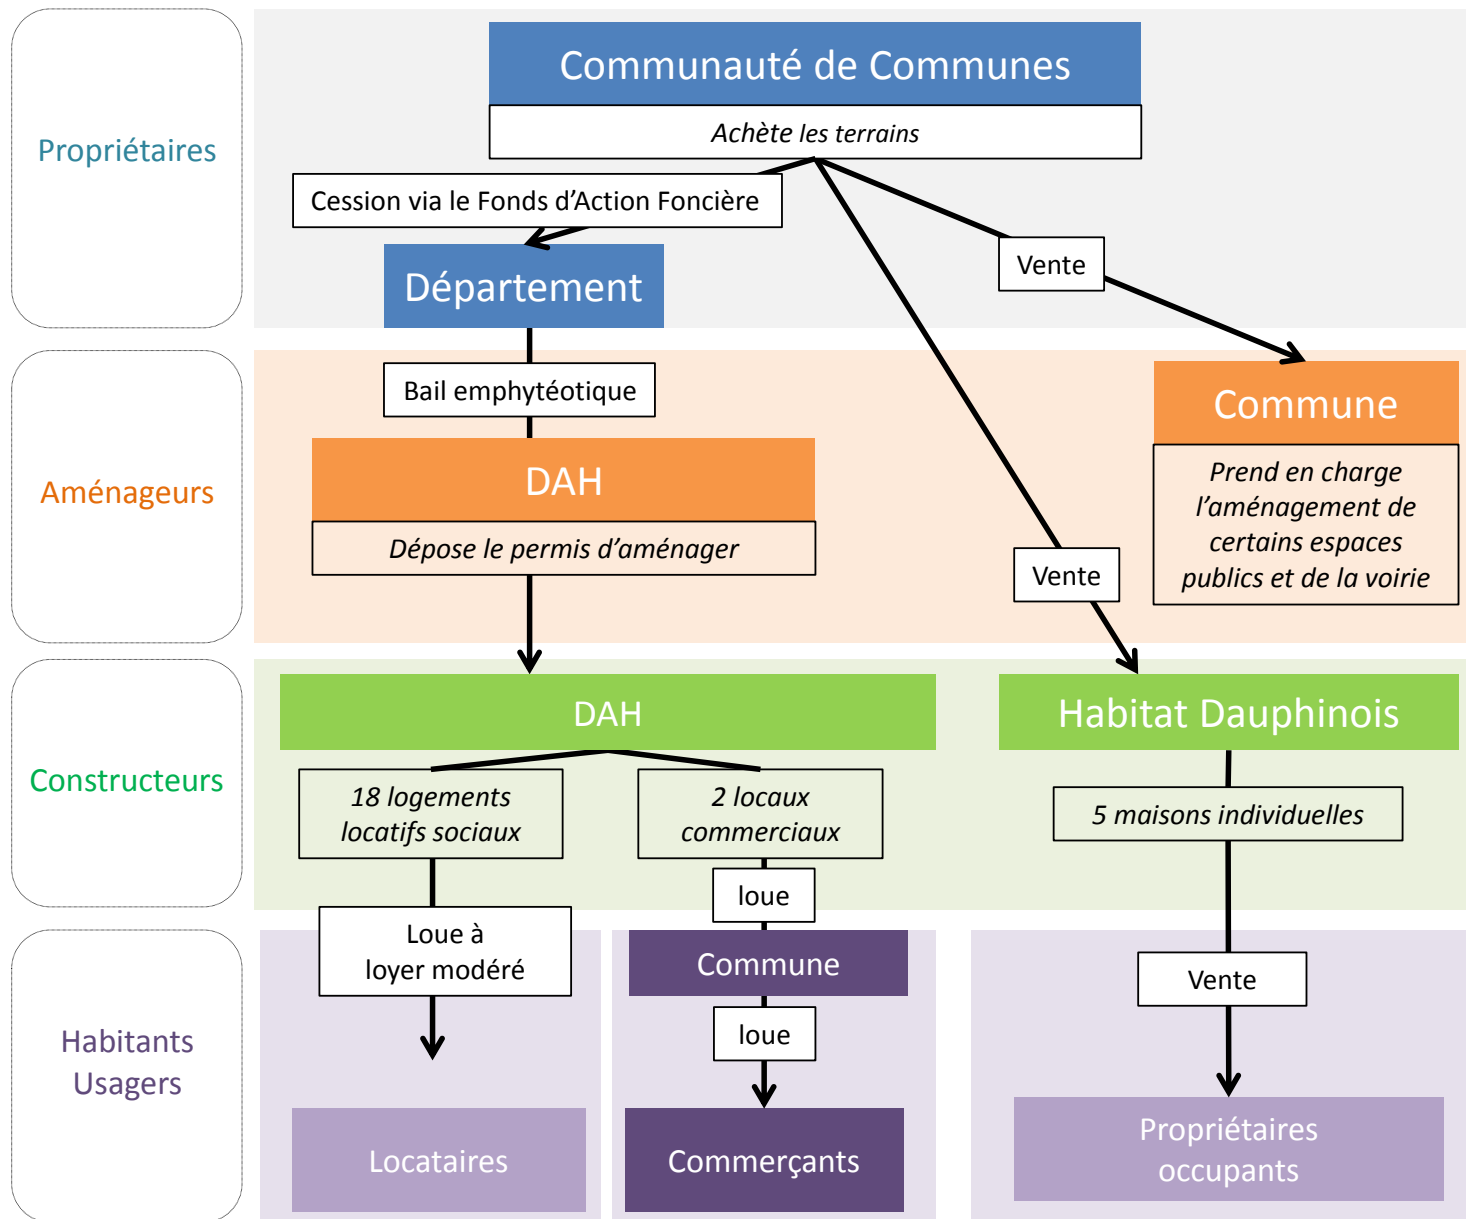 Propriétaires
Communauté de Communes
Achète les terrains
Cession via le Fonds d’Action Foncière
Vente
Département
Aménageurs
Bail emphytéotique
DAH
Dépose le permis d’aménager
Vente
Commune
Prend en charge
l’aménagement de
certains espaces
publics et de la voirie
Constructeurs
DAH
Habitat Dauphinois
18 logements
locatifs sociaux
2 locaux
commerciaux
5 maisons individuelles
loue
Habitants
Usagers
Loue à
loyer modéré
Commune
Vente
loue
Locataires
Commerçants
Propriétaires
occupants